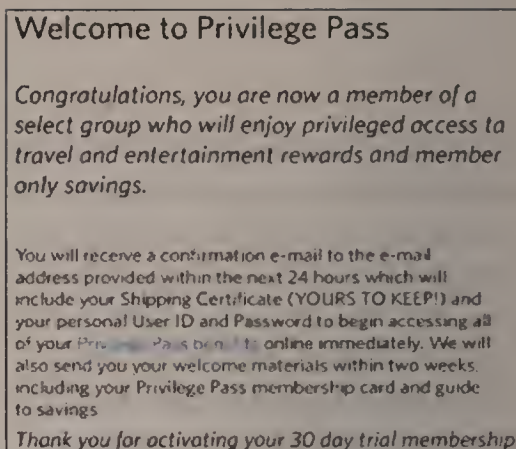 Welcome to Privilege Pass
Congratulations, you are now a member of a
select group who will enjoy privileged access to
travel and entertainment rewards and member
only savings.
You will receive a confirmation e-mail to the e-mail
address provided within the next 24 hours which will
include your Shipping Certificate (YOURS TO KEEP!) and
your personal User ID and Password to begin accessing all
of your Privilege Pass benefits online immediately. We will
also send you your welcome materials within two weeks,
including your Privilege Pass membership card and guide
to savings
Thank you for activating your 30 day trial membership